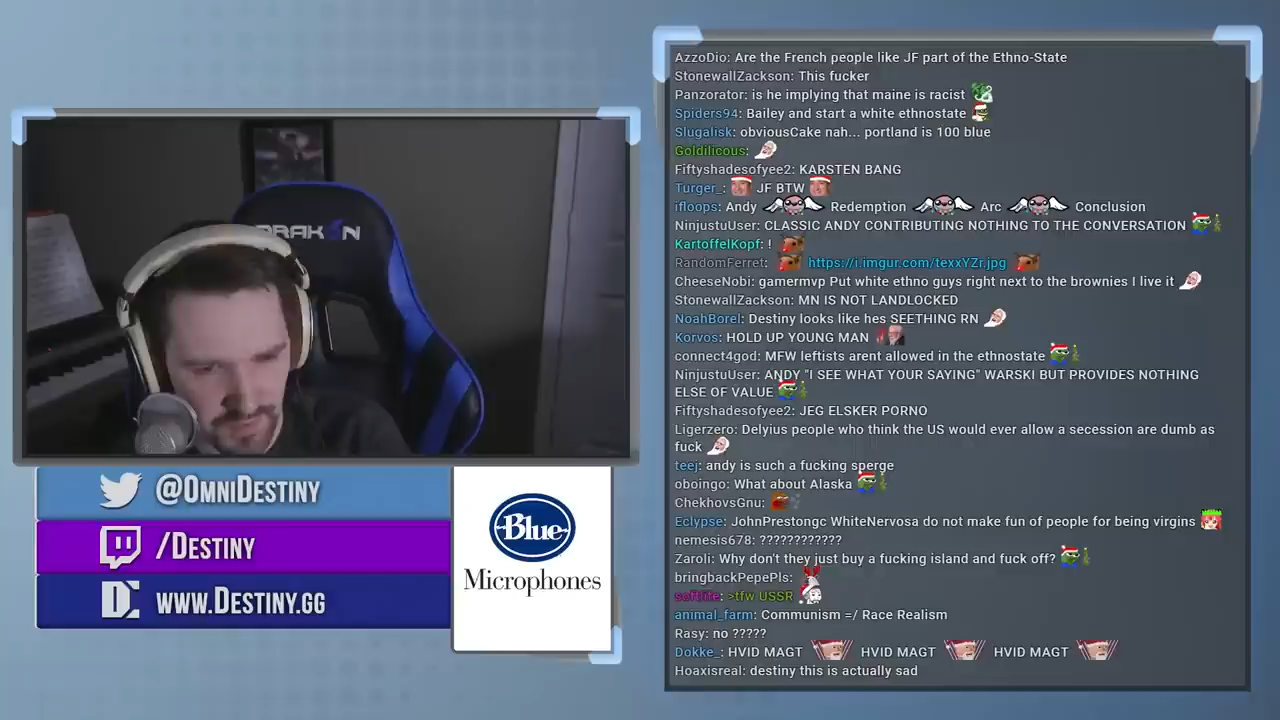 DRAKON
@OmniDestiny
/Destiny
www.Destiny.gg
Blue
Microphones
AzzoDio: Are the French people like JF part of the Ethno-State
StonewallZackson: This fucker
Panzorator: is he implying that maine is racist
Spiders94: Bailey and start a white ethnostate
Slugalisk: obviousCake nah... portland is 100 blue
Goldilicous:
Fiftyshadesofyee2: KARSTEN BANG
Turger_: JF BTW
ifloops: Andy Redemption Arc Conclusion
NinjustuUser: CLASSIC ANDY CONTRIBUTING NOTHING TO THE CONVERSATION
KartoffelKopf: !
RandomFerret: https://i.imgur.com/texxYZr.jpg
CheeseNobi: gamermvp Put white ethno guys right next to the brownies I live it
StonewallZackson: MN IS NOT LANDLOCKED
NoahBorel: Destiny looks like hes SEETHING RN
Korvos: HOLD UP YOUNG MAN
connect4god: MFW leftists arent allowed in the ethnostate
NinjustuUser: ANDY "I SEE WHAT YOUR SAYING" WARSKI BUT PROVIDES NOTHING
ELSE OF VALUE
Fiftyshadesofyee2: JEG ELSKER PORNO
Ligerzero: Delyius people who think the US would ever allow a secession are dumb as
fuck
teej: andy is such a fucking sperge
oboingo: What about Alaska
ChekhovsGnu:
Eclypse: JohnPrestongc WhiteNervosa do not make fun of people for being virgins
nemesis678: ????????????
Zaroli: Why don't they just buy a fucking island and fuck off?
bringbackPepePls:
softlite: >tfw USSR
animal_farm: Communism =/ Race Realism
Rasy: no ?????
Dokke_: HVID MAGT HVID MAGT HVID MAGT
Hoaxisreal: destiny this is actually sad